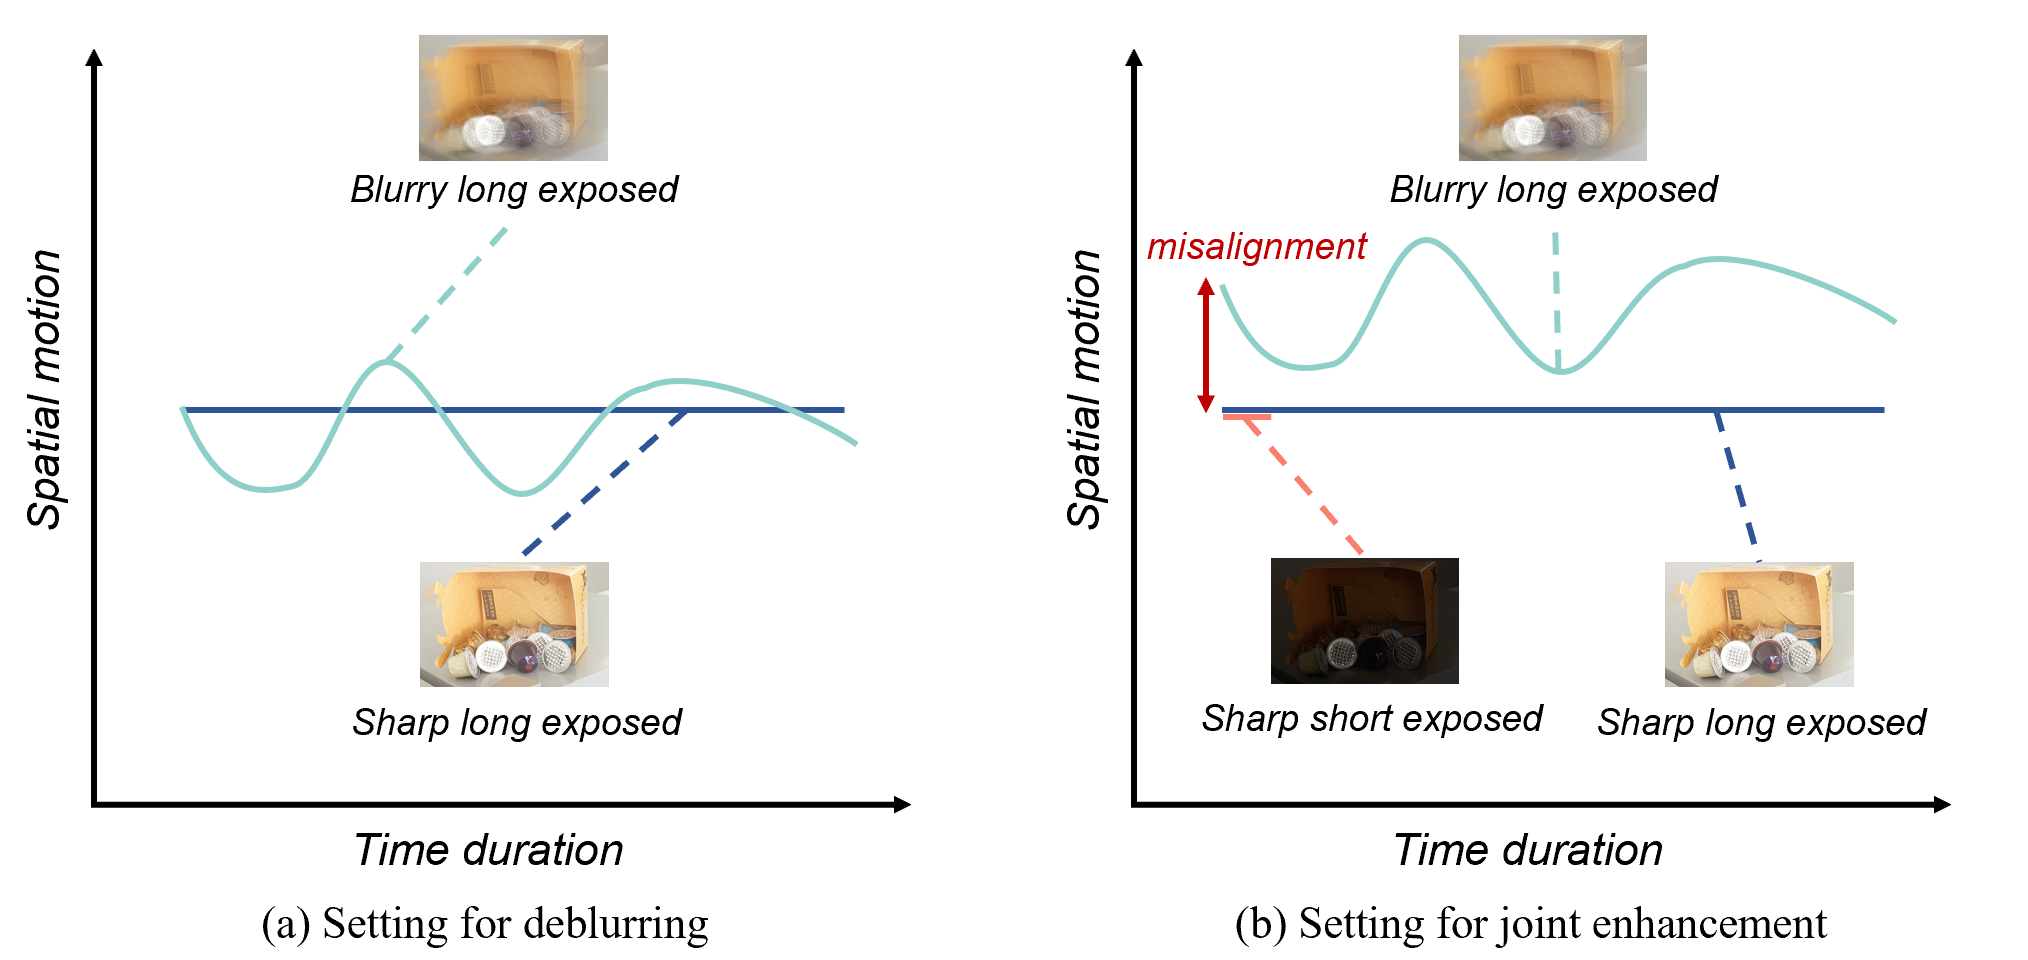 Blurry long exposed
Spatial motion
Sharp long exposed
Time duration
(a) Setting for deblurring
Blurry long exposed
misalignment
Spatial motion
Sharp short exposed
Sharp long exposed
Time duration
(b) Setting for joint enhancement